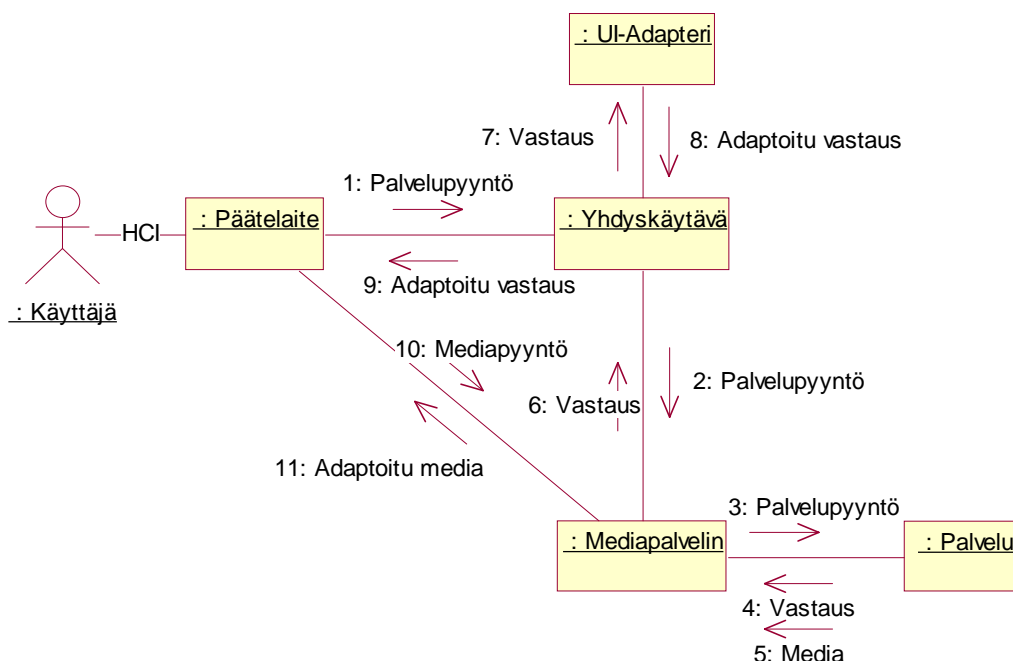 : UI-Adapteri
7: Vastaus
8: Adaptoitu vastaus
1: Palvelupyyntö
HCI
: Päätelaite
: Yhdyskäytävä
9: Adaptoitu vastaus
: Käyttäjä
10: Mediapyyntö
2: Palvelupyyntö
6: Vastaus
11: Adaptoitu media
3: Palvelupyyntö
: Mediapalvelin
: Palvelu
4: Vastaus
5: Media